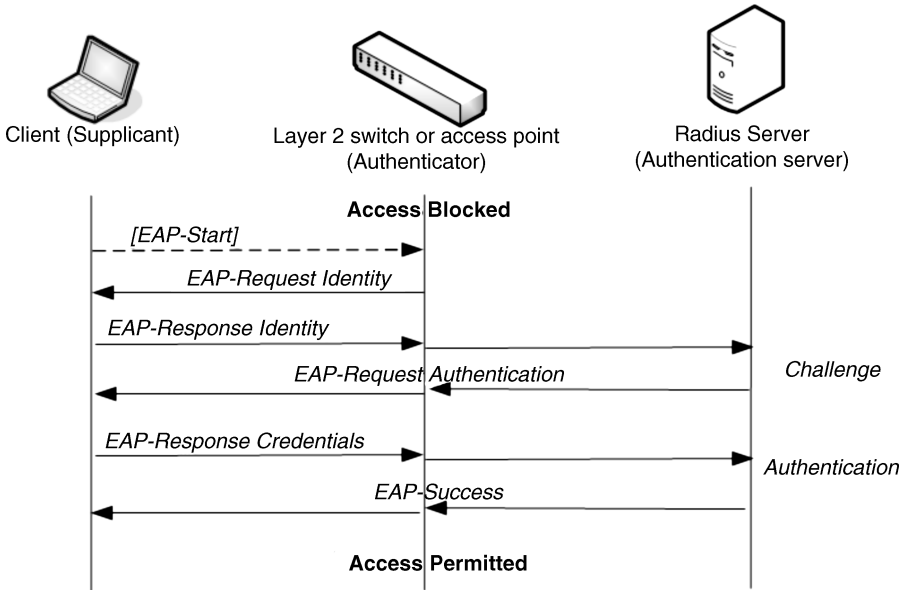 Client (Supplicant)
Layer 2 switch or access point
(Authenticator)
Radius Server
(Authentication server)
Access Blocked
[EAP-Start]
EAP-Request Identity
EAP-Response Identity
EAP-Request Authentication
Challenge
EAP-Response Credentials
Authentication
EAP-Success
Access Permitted